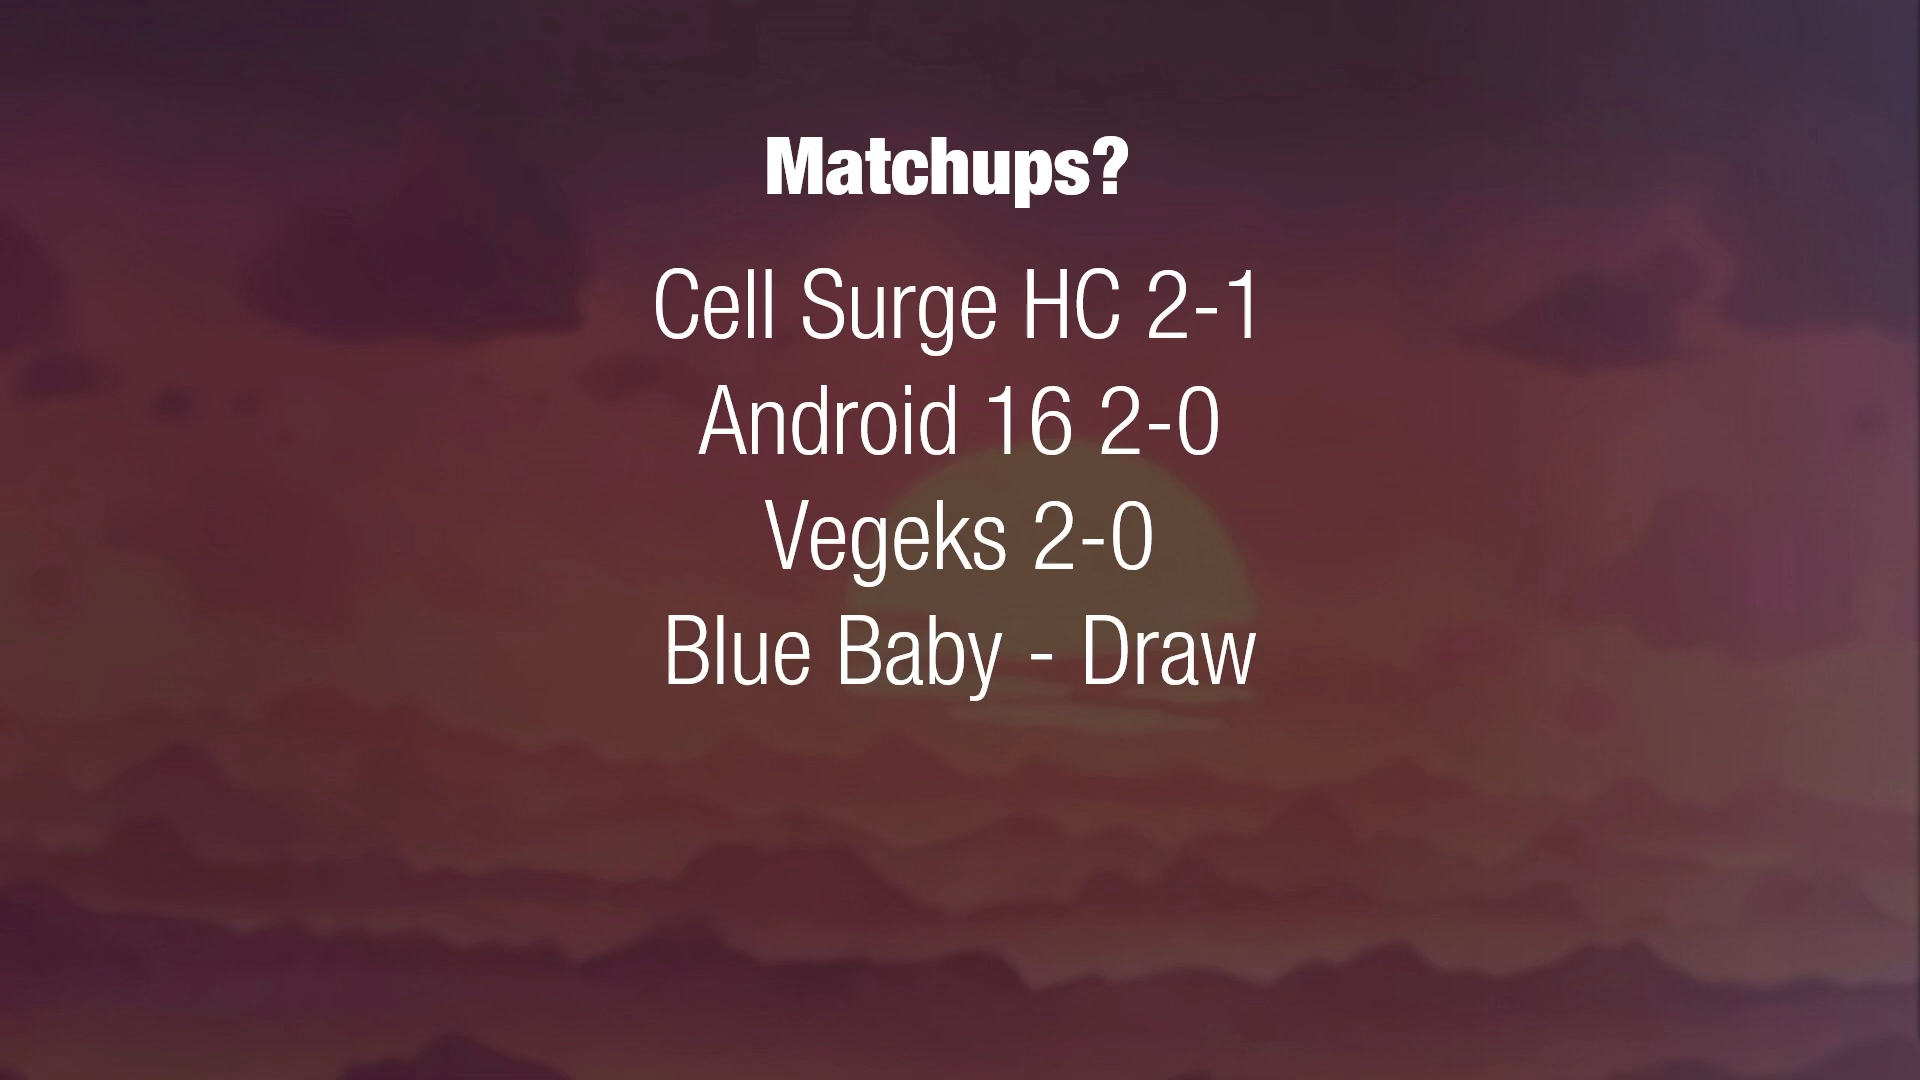 Matchups?
Cell Surge HC 2-1
Android 16 2-0
Vegeks 2-0
Blue Baby - Draw